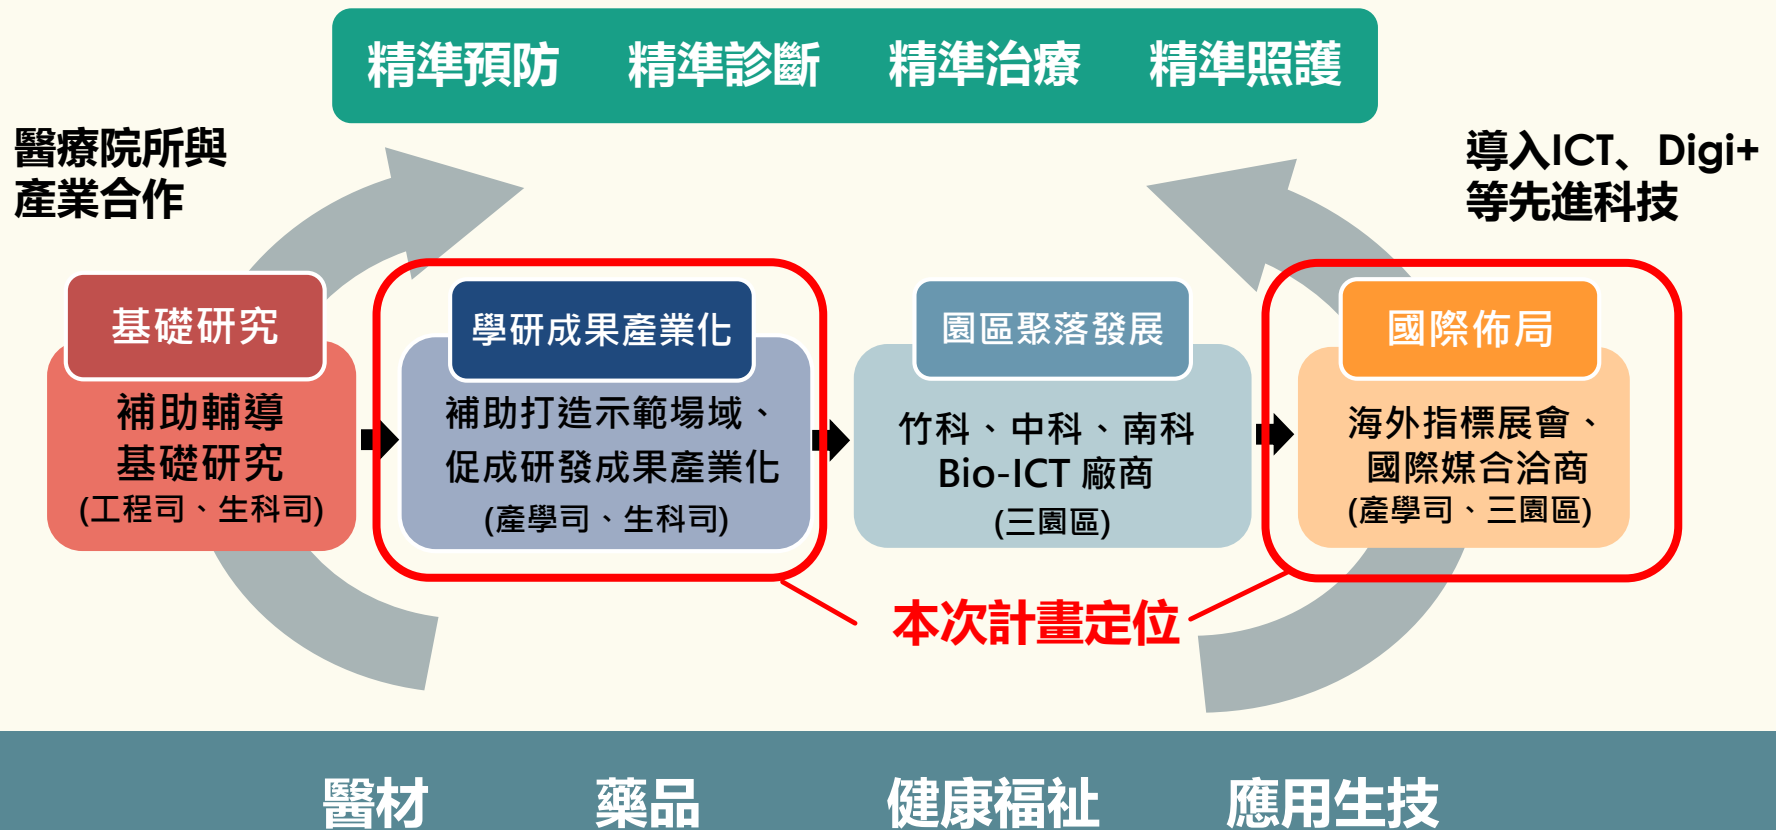 精準預防 精準診斷 精準治療 精準照護
醫療院所與
產業合作
導入ICT、Digi+
等先進科技
基礎研究
補助輔導
基礎研究
(工程司、生科司)
學研成果產業化
補助打造示範場域、
促成研發成果產業化
(產學司、生科司)
園區聚落發展
竹科、中科、南科
Bio-ICT 廠商
(三園區)
國際佈局
海外指標展會、
國際媒合洽商
(產學司、三園區)
本次計畫定位
醫材 藥品 健康福祉 應用生技